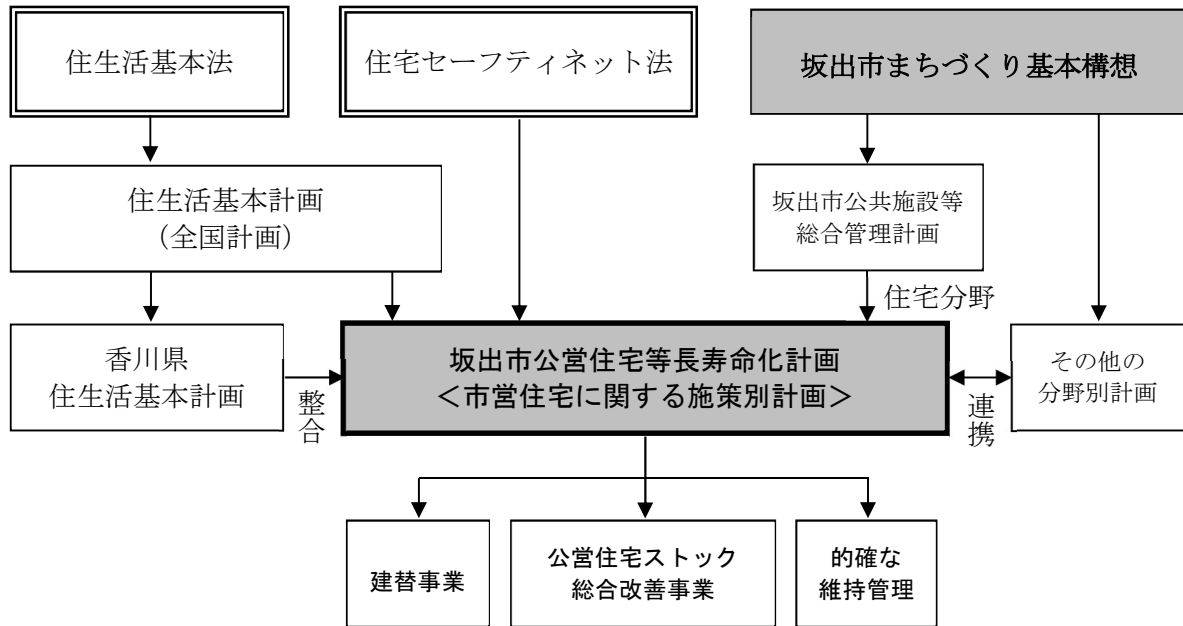 住生活基本法
住宅セーフティネット法
坂出市まちづくり基本構想
住生活基本計画
（全国計画）
坂出市公共施設等
総合管理計画
住宅分野
香川県
住生活基本計画
整合
坂出市公営住宅等長寿命化計画
＜市営住宅に関する施策別計画＞
連携
その他の
分野別計画
建替事業
公営住宅ストック
総合改善事業
的確な
維持管理